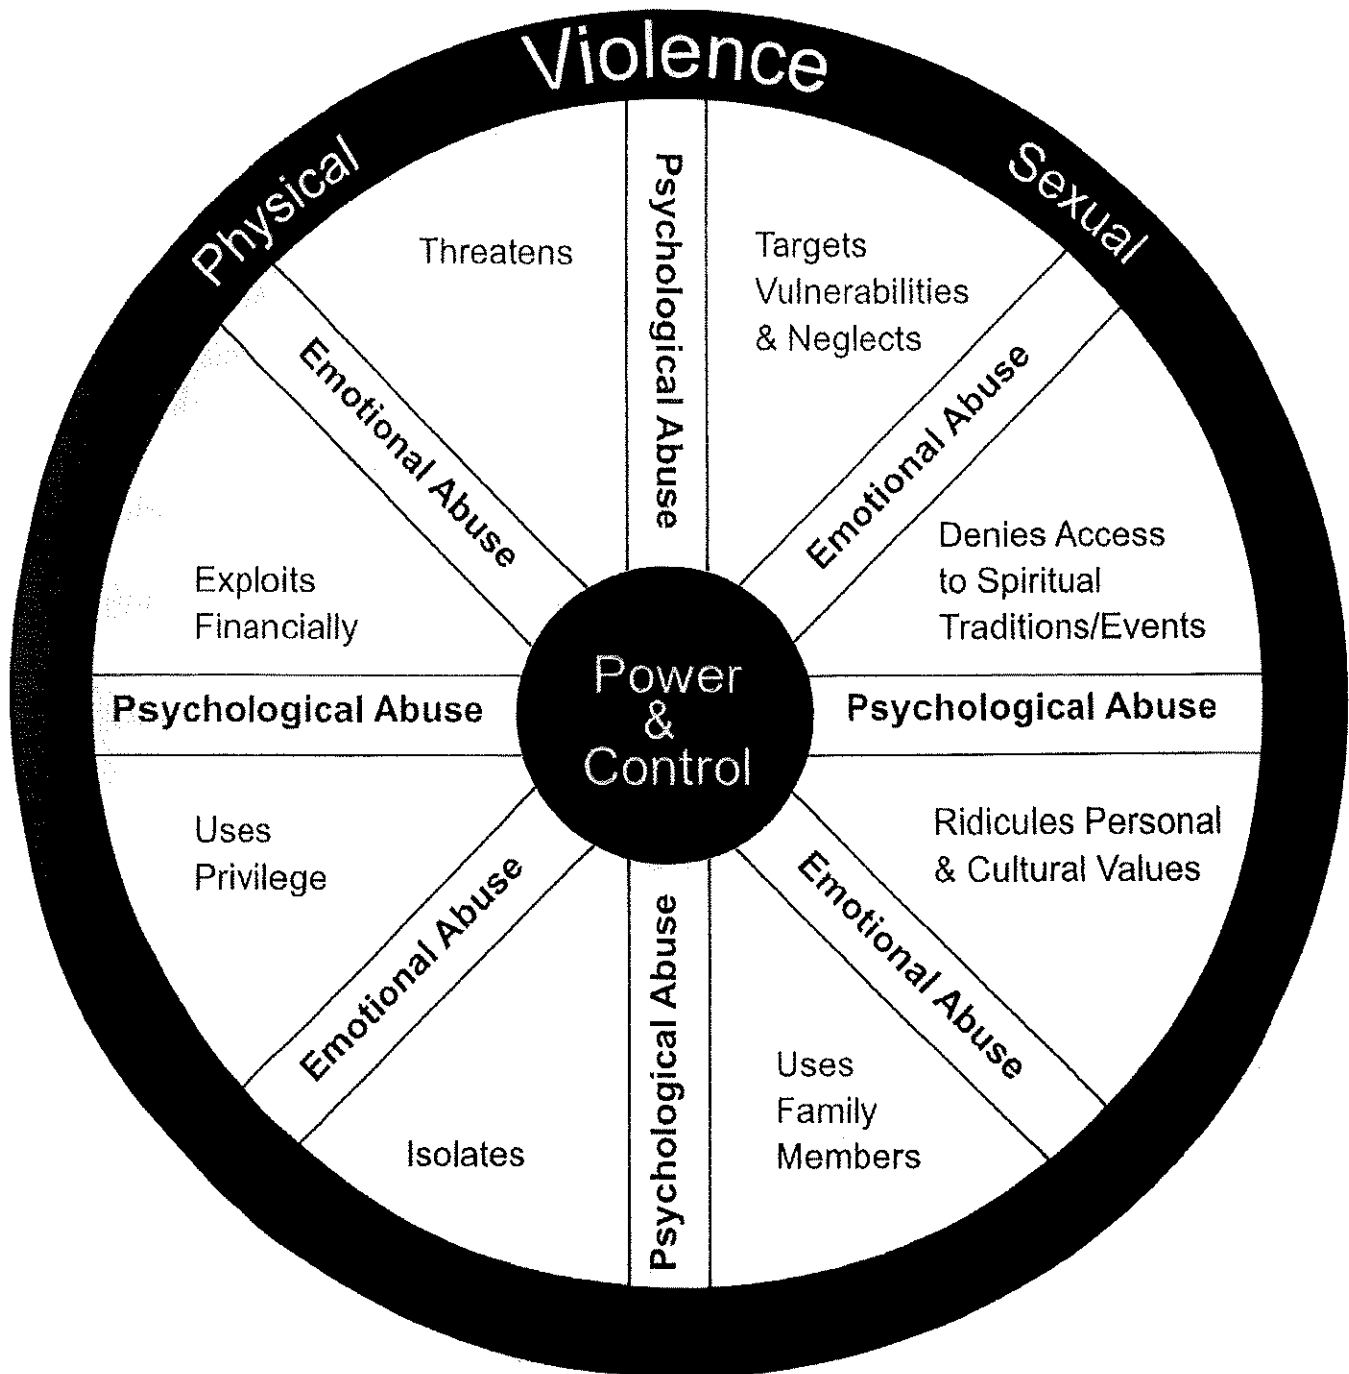 Violence
Physical
Sexual
Psychological Abuse
Threatens
Targets
Vulnerabilities
& Neglects
Emotional Abuse
Emotional Abuse
Exploits
Financially
Denies Access
to Spiritual
Traditions/Events
Psychological Abuse
Power
&
Control
Psychological Abuse
Uses
Privilege
Ridicules Personal
& Cultural Values
Emotional Abuse
Emotional Abuse
Psychological Abuse
Isolates
Uses
Family
Members